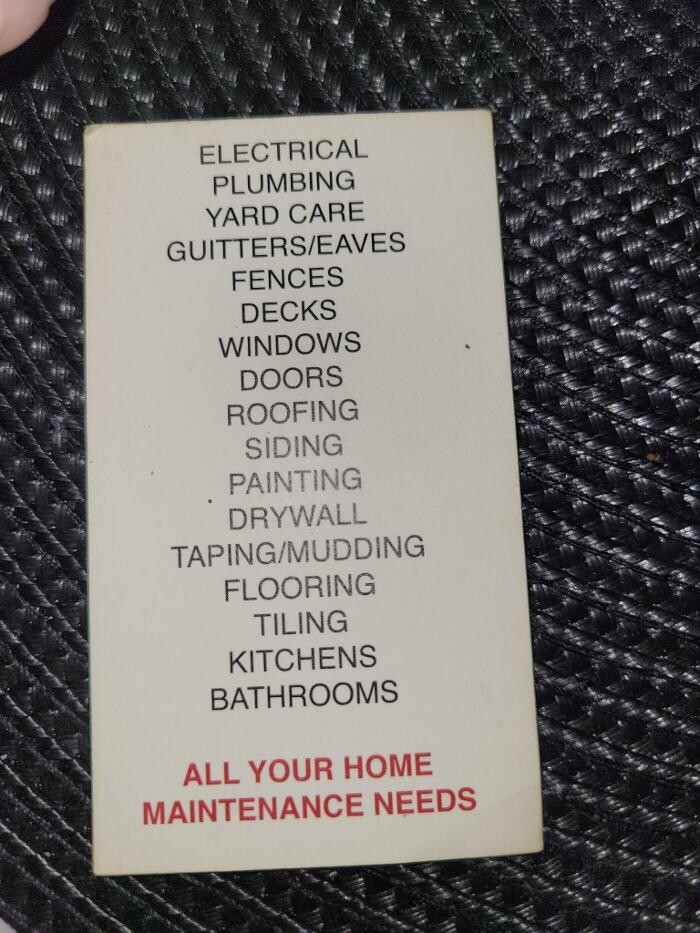 ELECTRICAL
PLUMBING
YARD CARE
GUITTERS/EAVES
FENCES
DECKS
WINDOWS
DOORS
ROOFING
SIDING
PAINTING
DRYWALL
TAPING/MUDDING
FLOORING
TILING
KITCHENS
BATHROOMS
ALL YOUR HOME
MAINTENANCE NEEDS